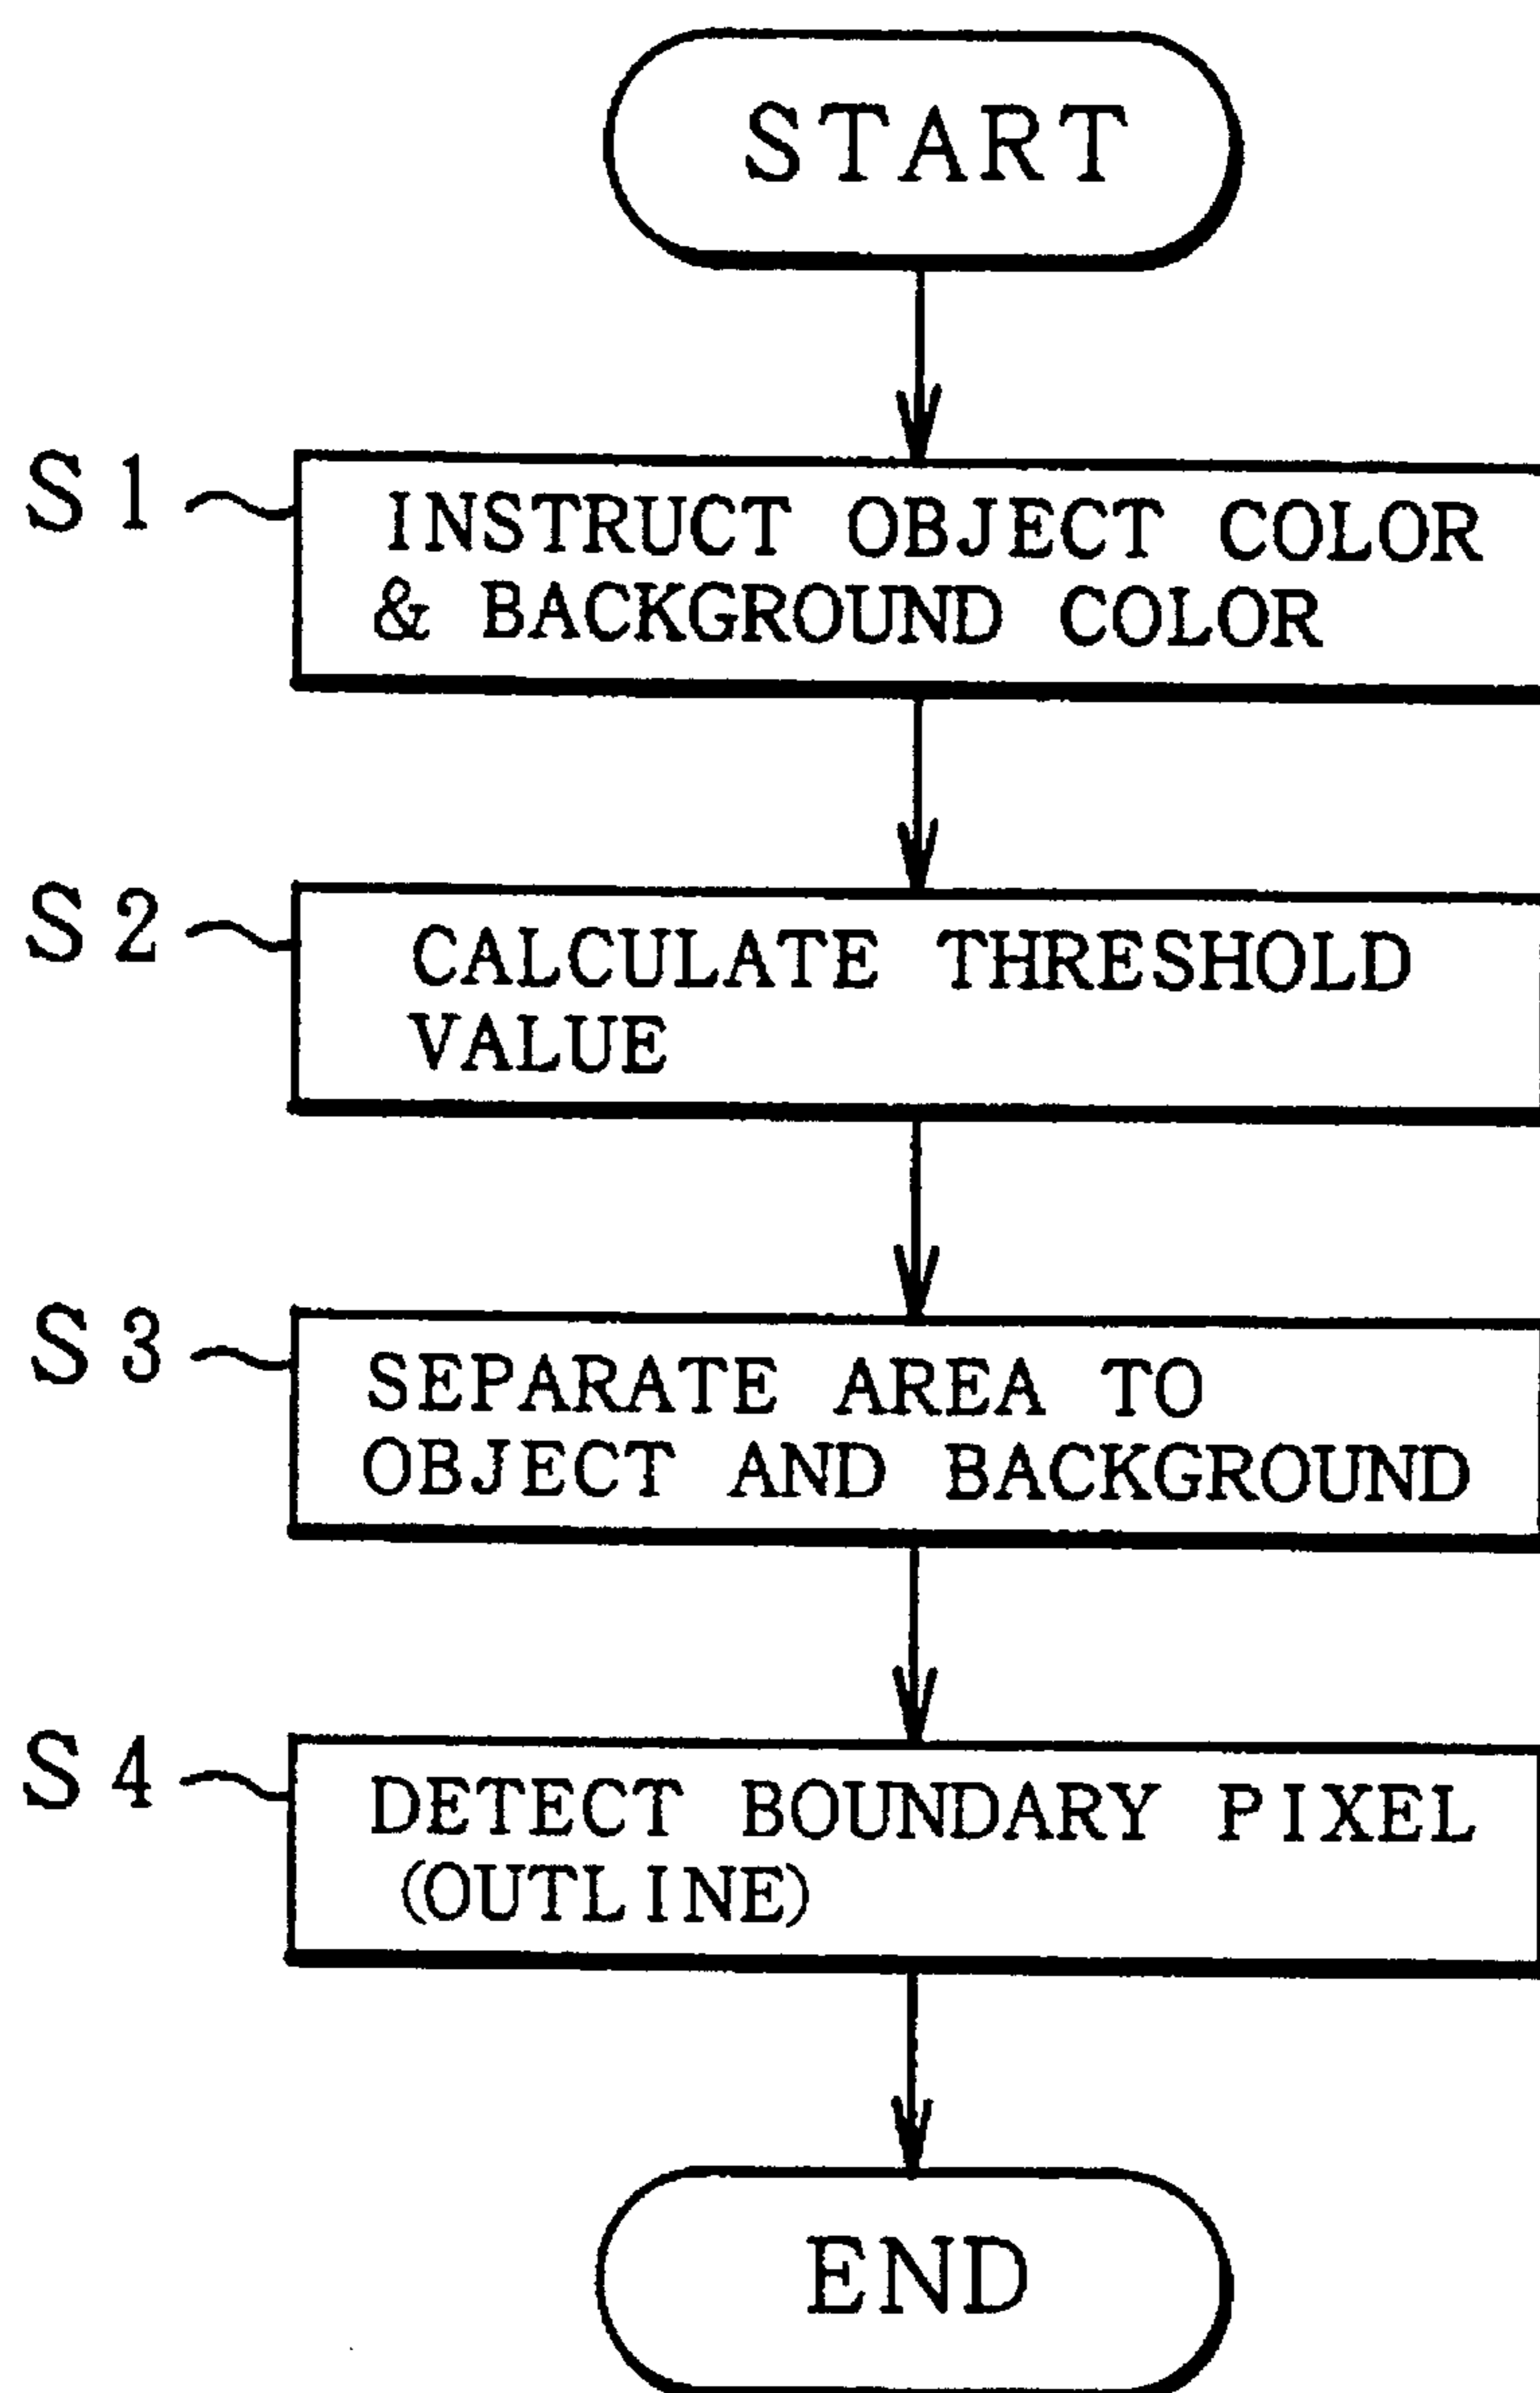 START
S1
INSTRUCT OBJECT COLOR
& BACKGROUND COLOR
S2
CALCULATE THRESHOLD
VALUE
S3
SEPARATE AREA TO
OBJECT AND BACKGROUND
S4
DETECT BOUNDARY PIXEL
(OUTLINE)
END